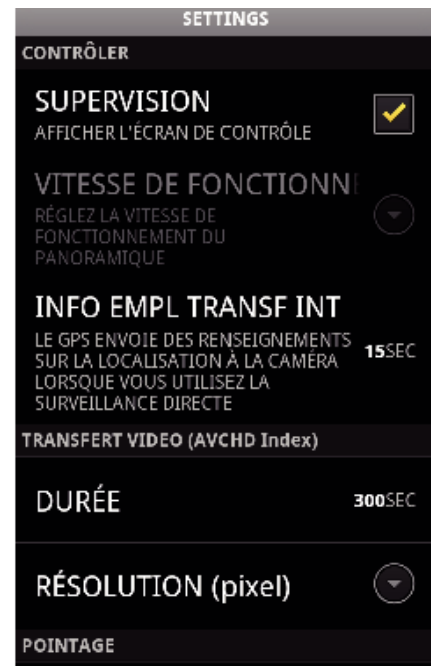 SETTINGS
CONTRÔLER
SUPERVISION
AFFICHER L'ÉCRAN DE CONTRÔLE
VITESSE DE FONCTIONN
RÉGLEZ LA VITESSE DE
FONCTIONNEMENT DU
PANORAMIQUE
INFO EMPL TRANSF INT
LE GPS ENVOIE DES RENSEIGNEMENTS
SUR LA LOCALISATION À LA CAMÉRA
LORSQUE VOUS UTILISEZ LA
SURVEILLANCE DIRECTE
15SEC
TRANSFERT VIDEO (AVCHD Index)
DURÉE
300SEC
RÉSOLUTION (pixel)
POINTAGE